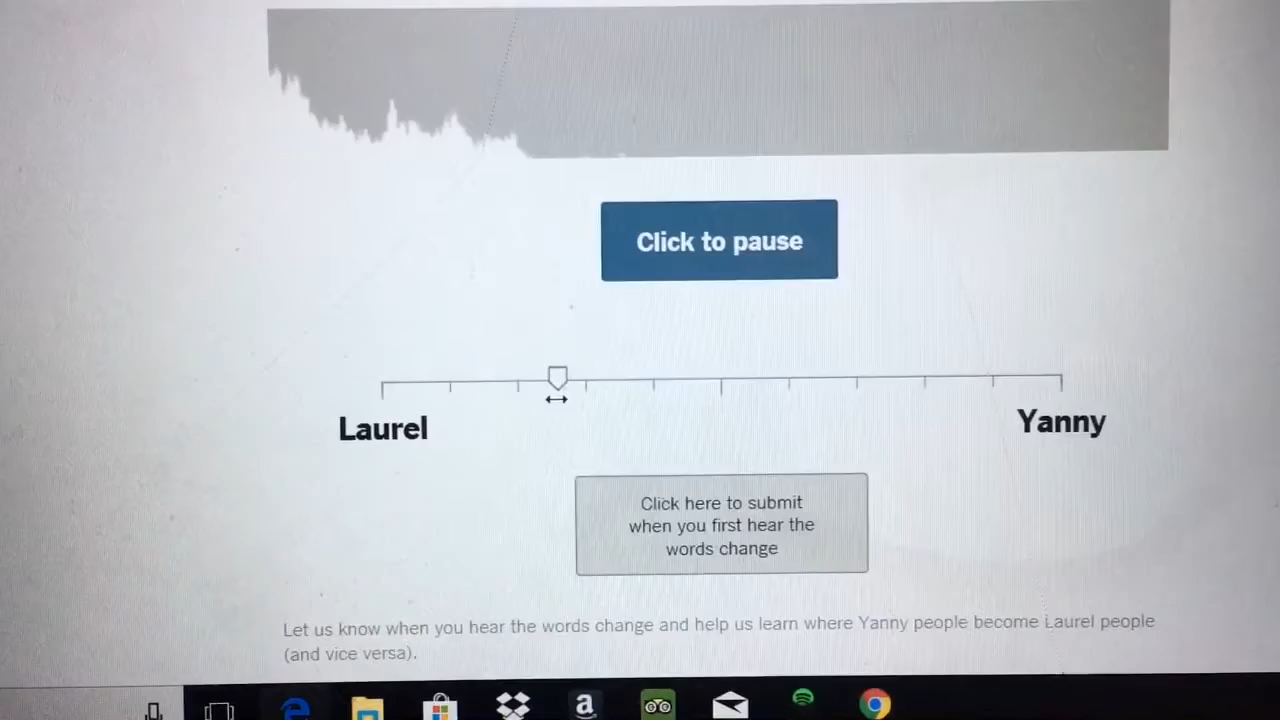 Click to pause
Laurel
Yanny
Click here to submit
when you first hear the
words change
Let us know when you hear the words change and help us learn where Yanny people become Laurel people
(and vice versa).
a